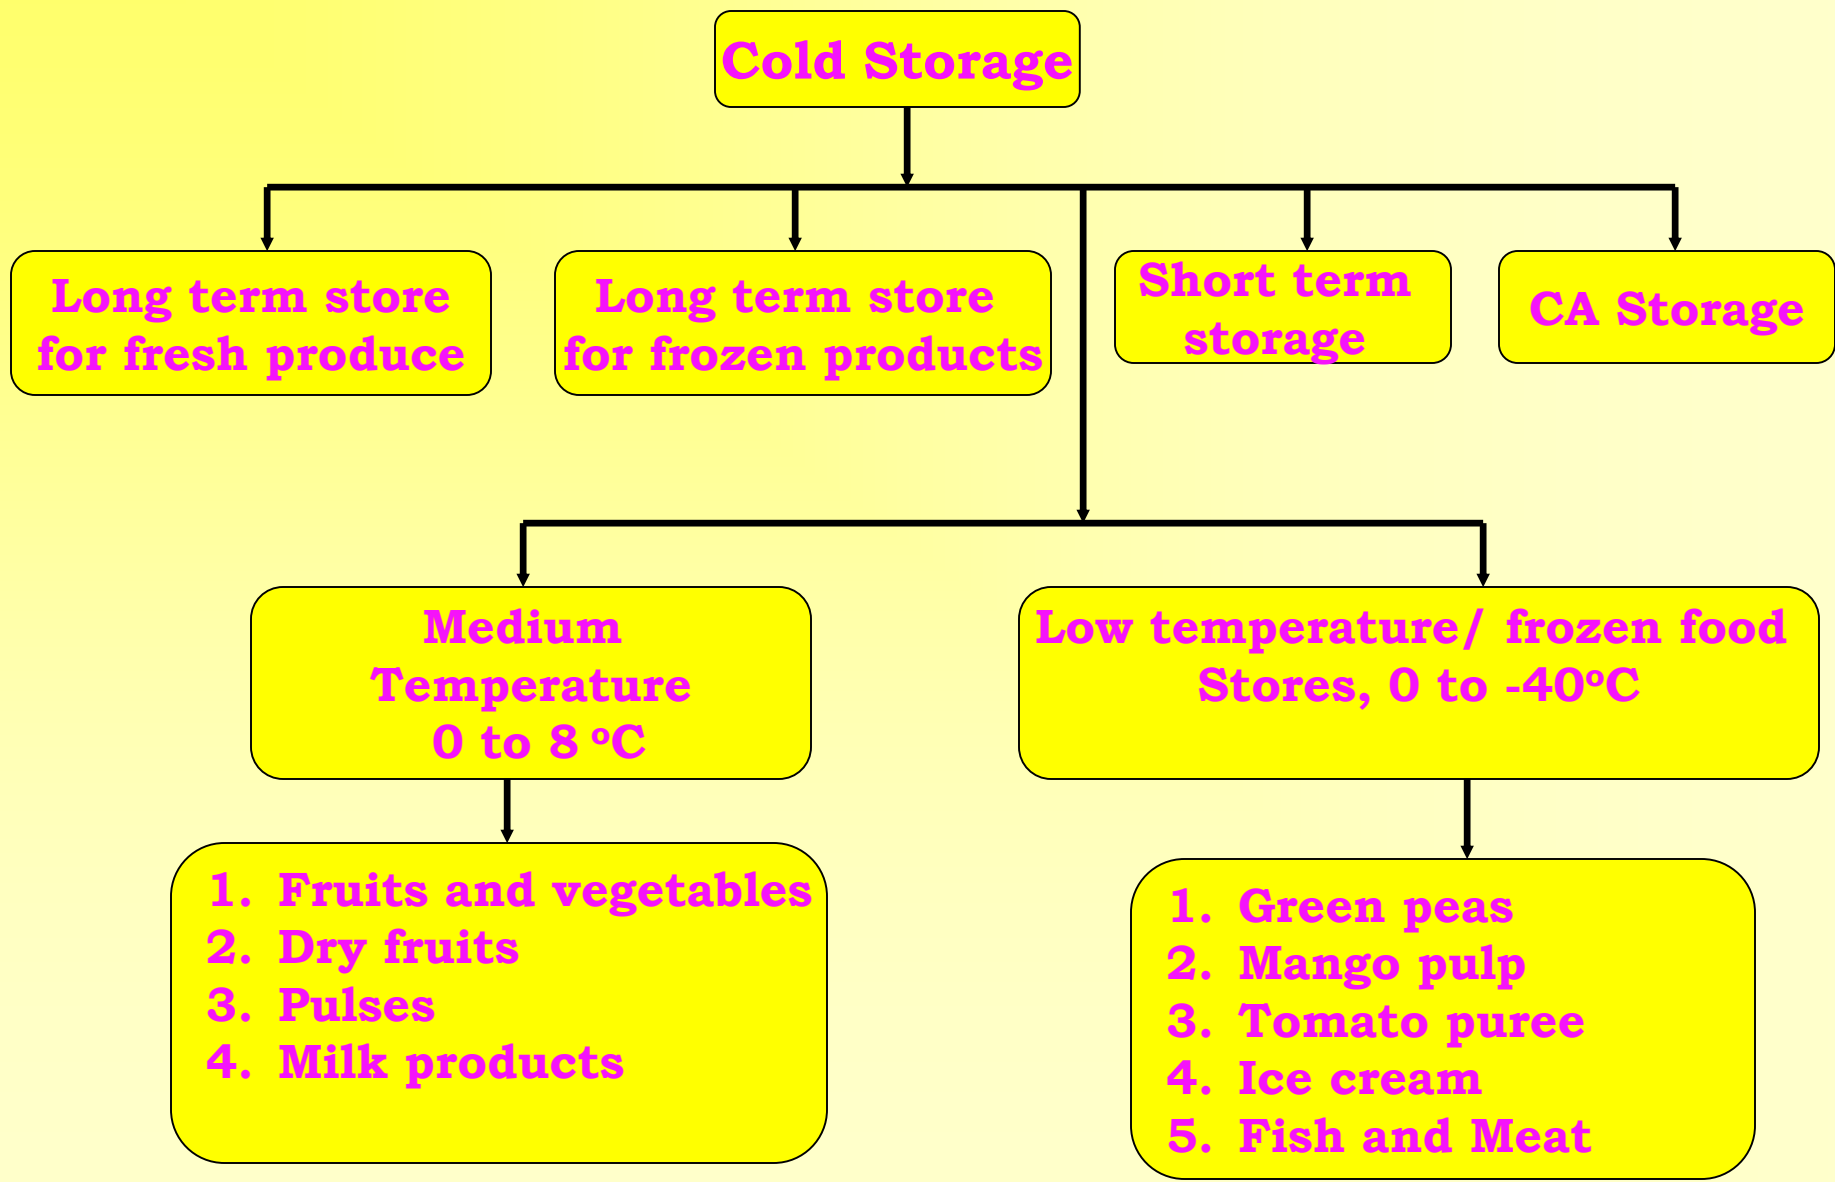 Cold Storage
Long term store
for fresh produce
Long term store
for frozen products
Short term
storage
CA Storage
Medium
Temperature
0 to 8 ºC
Low temperature/ frozen food
Stores, 0 to -40ºC
1. Fruits and vegetables
2. Dry fruits
3. Pulses
4. Milk products
1. Green peas
2. Mango pulp
3. Tomato puree
4. Ice cream
5. Fish and Meat